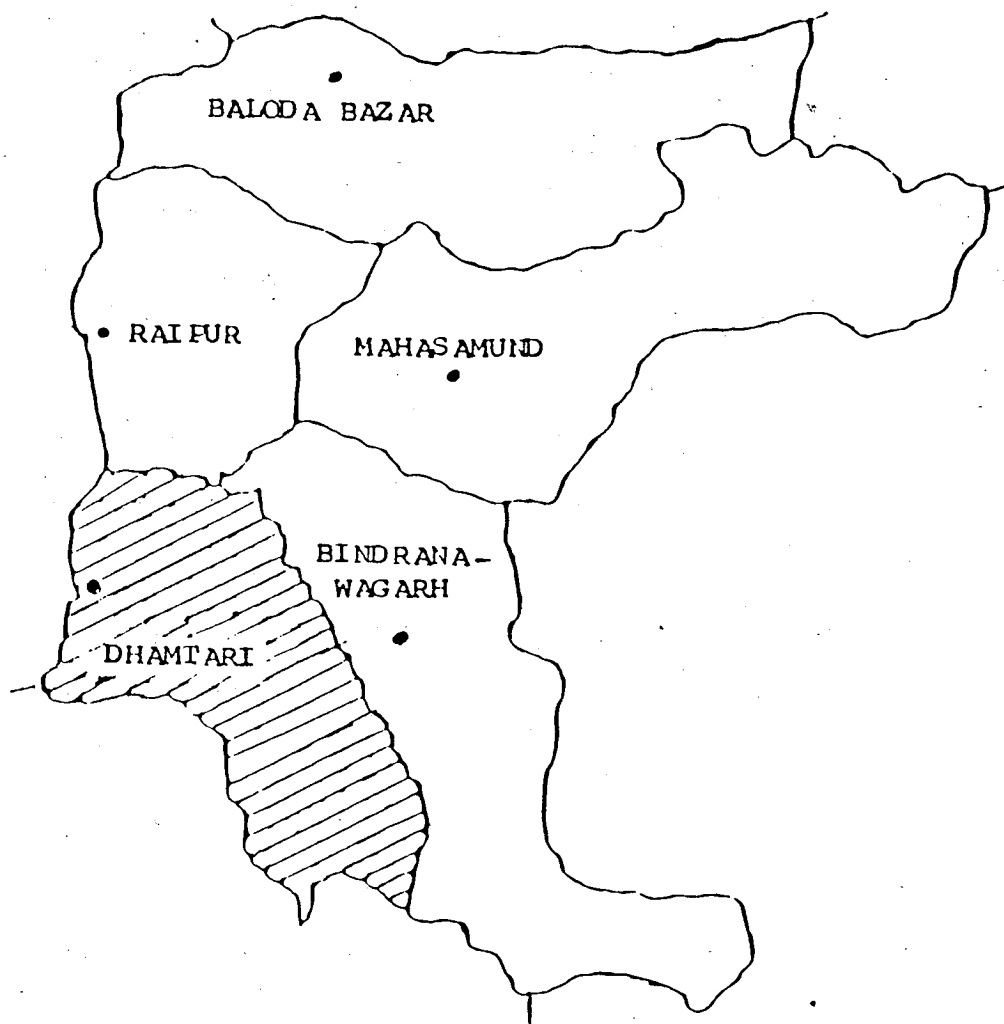 BALODA BAZAR
RAIPUR
MAHASAMUND
BINDRANA-
WAGARH
DHAMTARI